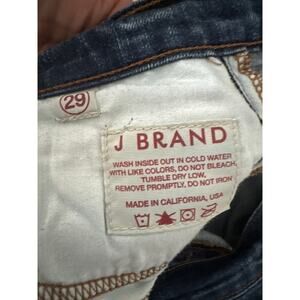 29
J BRAND
WASH INSIDE OUT IN COLD WATER
WITH LIKE COLORS, DO NOT BLEACH,
TUMBLE DRY LOW,
REMOVE PROMPTLY, DO NOT IRON
MADE IN CALIFORNIA, USA